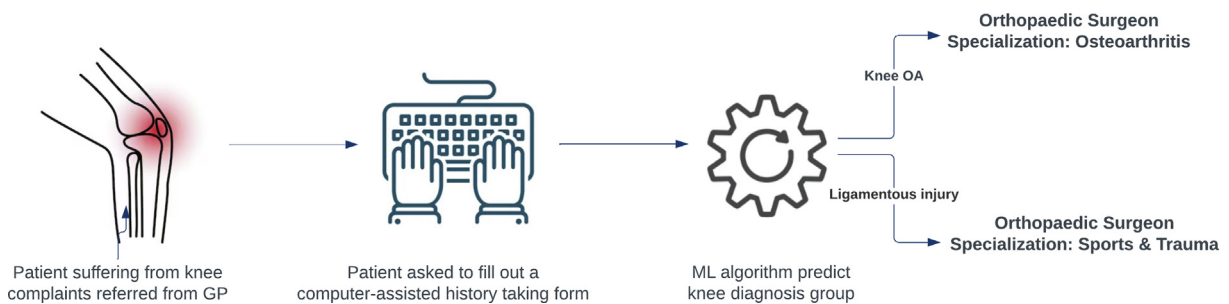 Patient suffering from knee
complaints referred from GP
Patient asked to fill out a
computer-assisted history taking form
ML algorithm predict
knee diagnosis group
Knee OA
Orthopaedic Surgeon
Specialization: Osteoarthritis
Ligamentous injury
Orthopaedic Surgeon
Specialization: Sports & Trauma